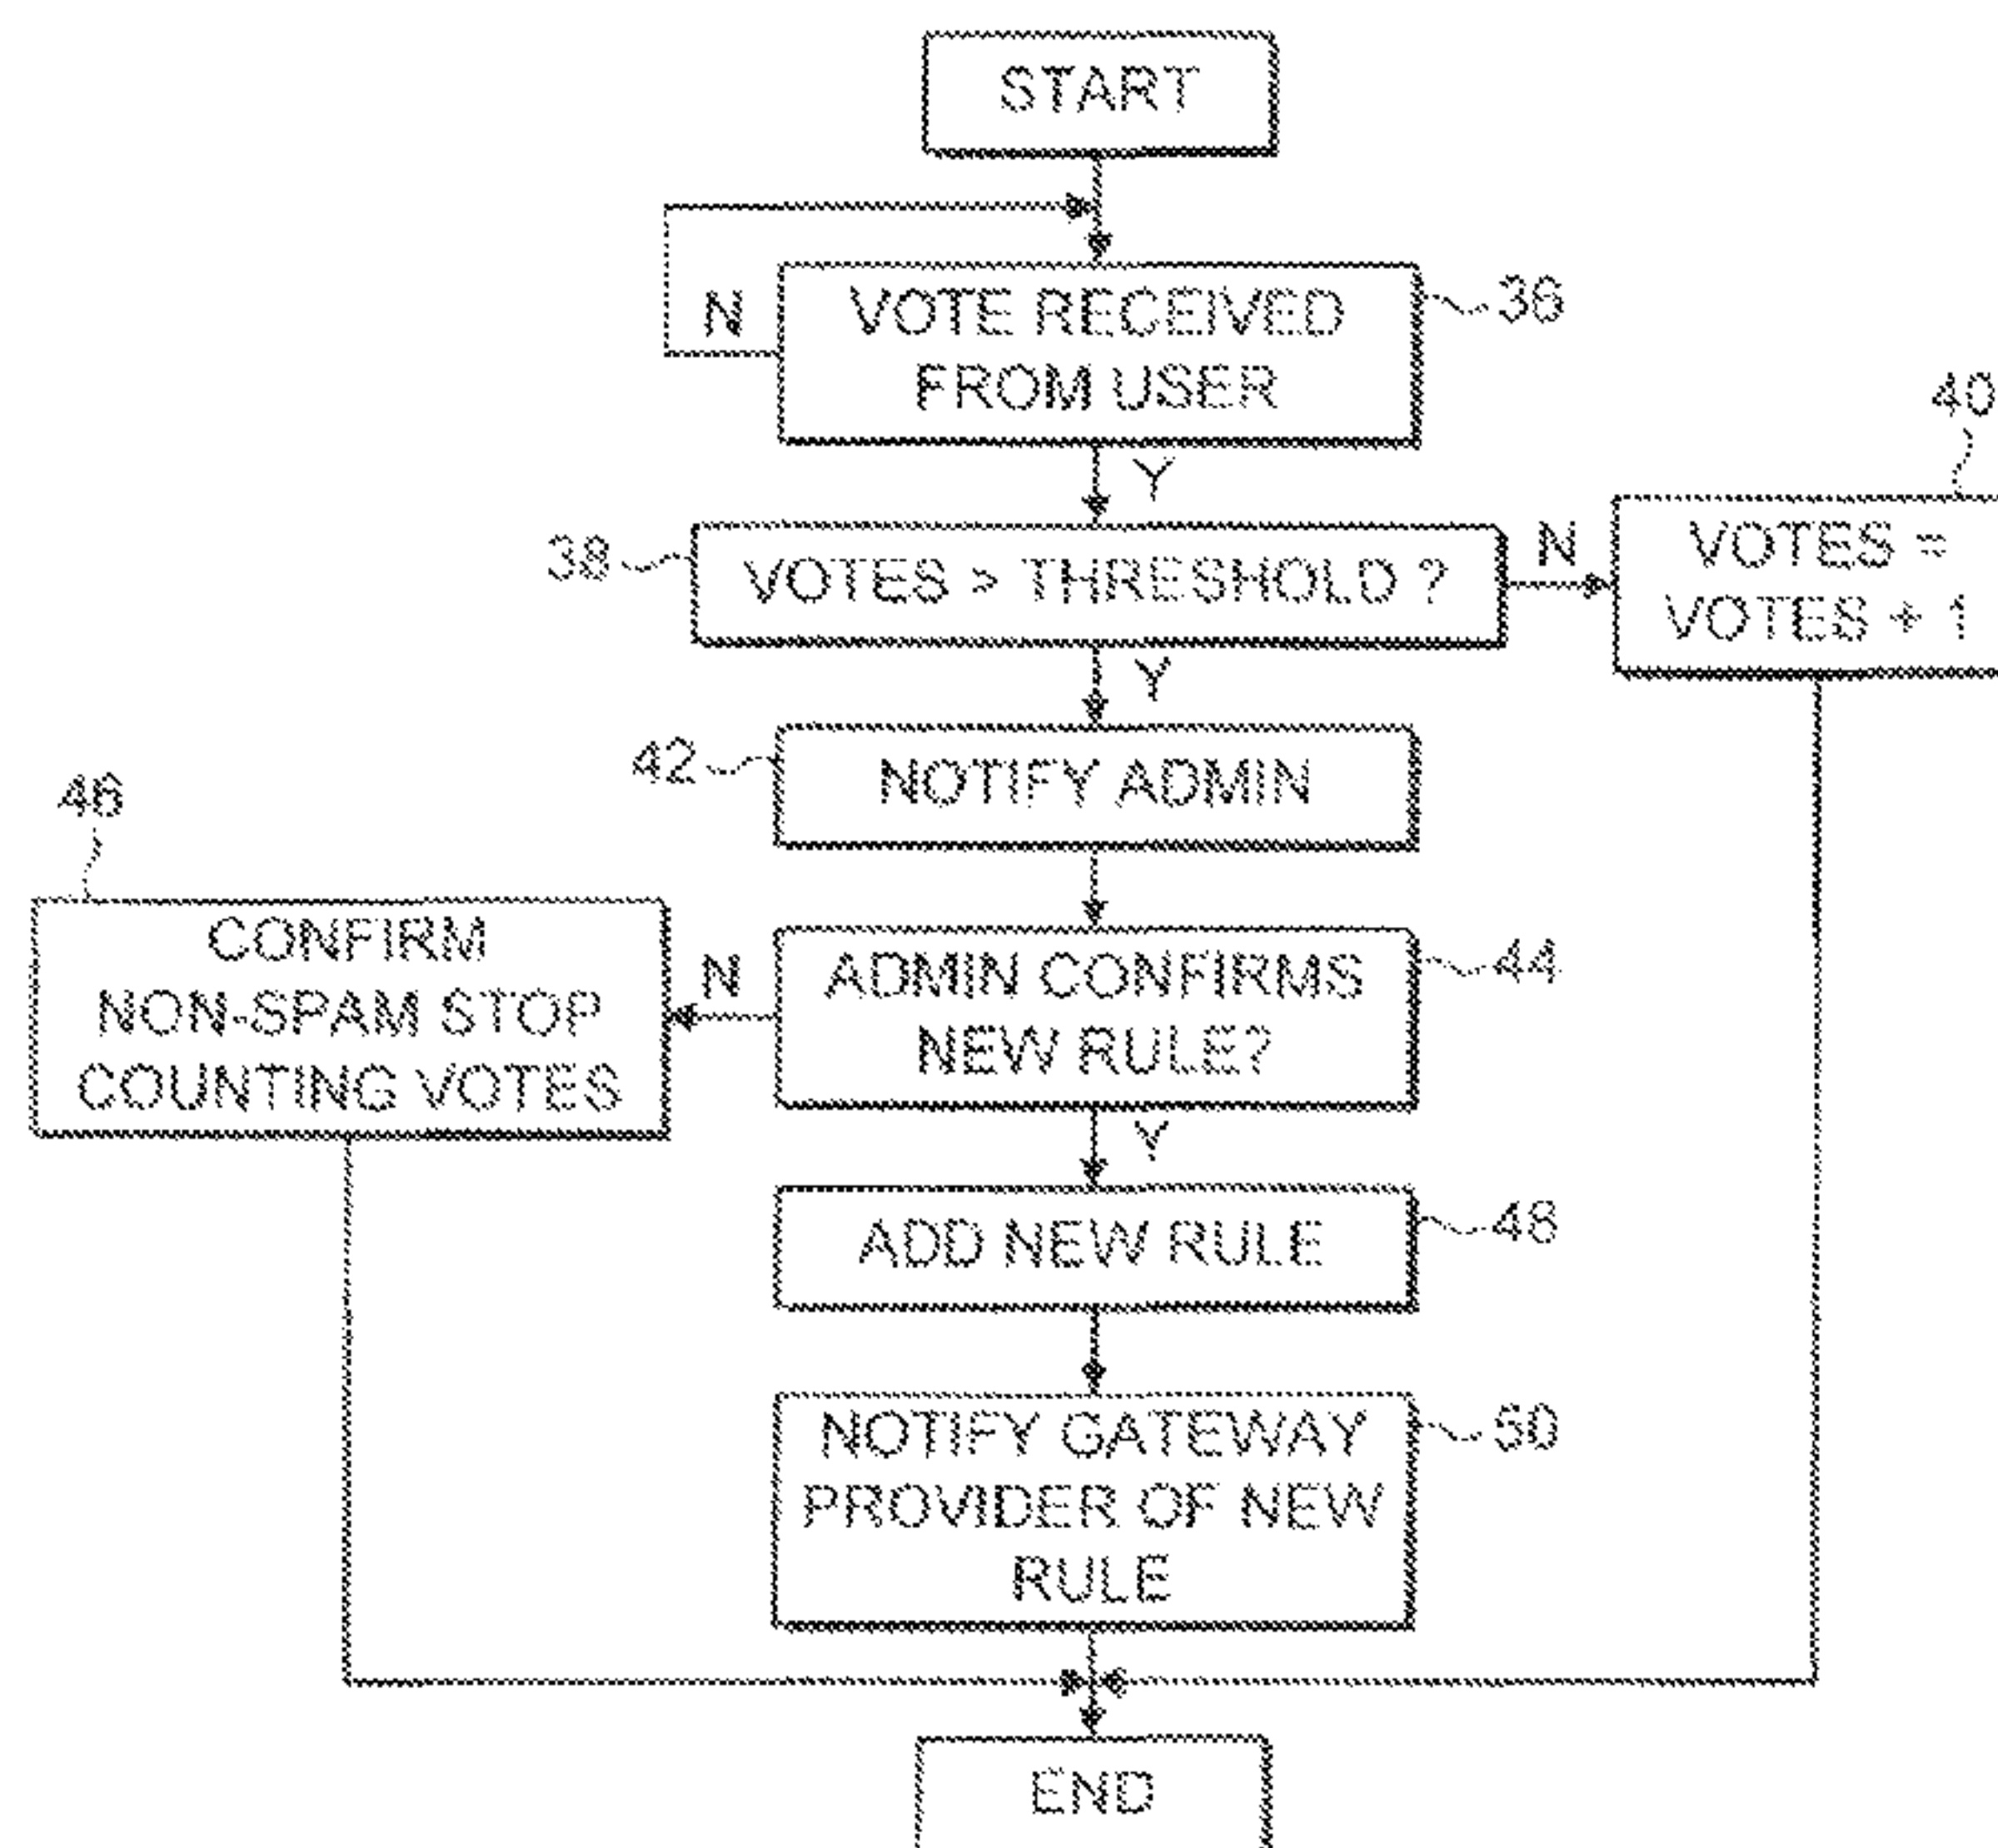 START
N
VOTE RECEIVED
FROM USER
36
Y
38
VOTES > THRESHOLD ?
N
40
VOTES =
VOTES + 1
Y
42
NOTIFY ADMIN
46
CONFIRM
NON-SPAM STOP
COUNTING VOTES
N
ADMIN CONFIRMS
NEW RULE?
44
Y
ADD NEW RULE
48
NOTIFY GATEWAY
PROVIDER OF NEW
RULE
50
END